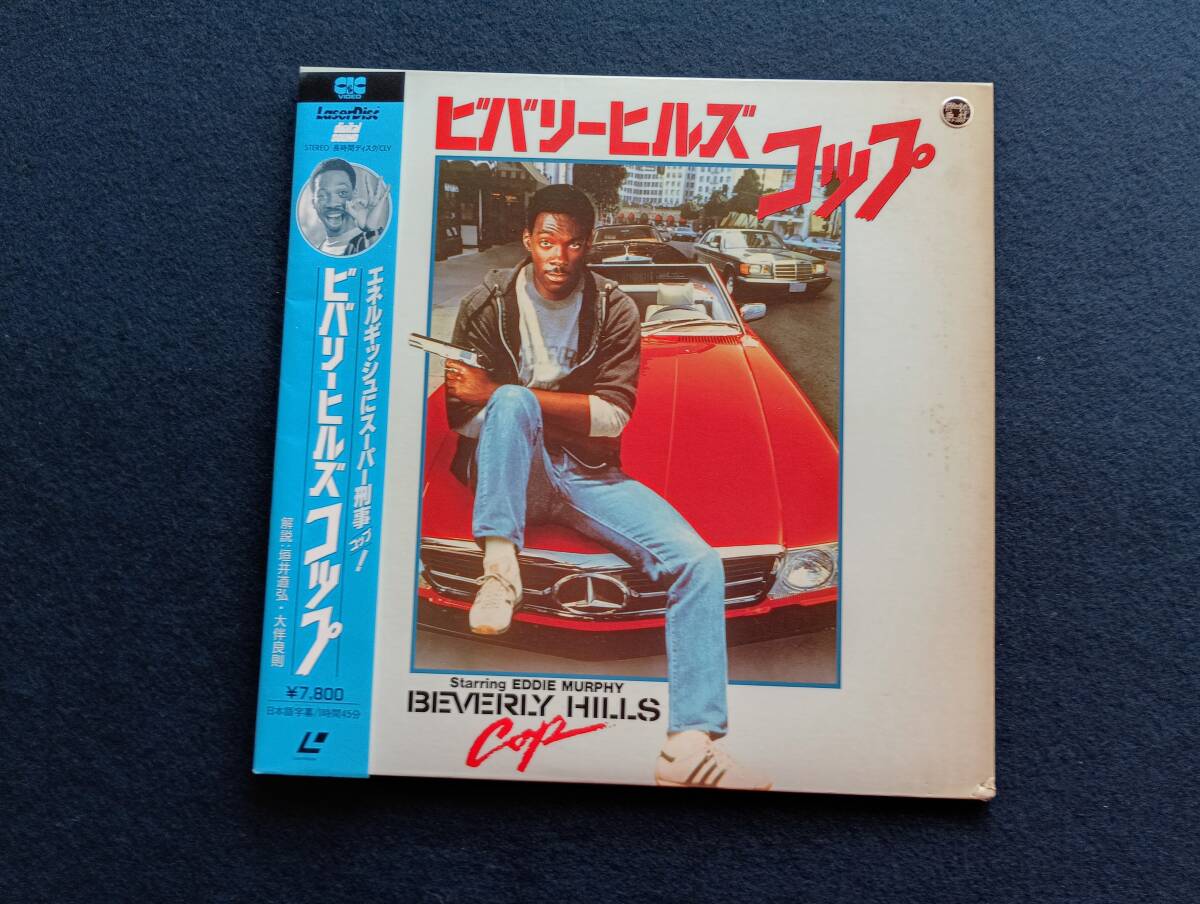 CIC
VIDEO
LaserDisc
digital
SOUND
STEREO 長時間ディスク/CLV
エネルギッシュにスーパー刑事コップ!
ビバリーヒルズコップ
解説:垣井道弘・大伴良則
¥7,800
日本語字幕/1時間45分
ビバリーヒルズ
コップ
Starring EDDIE MURPHY
BEVERLY HILLS
Cop